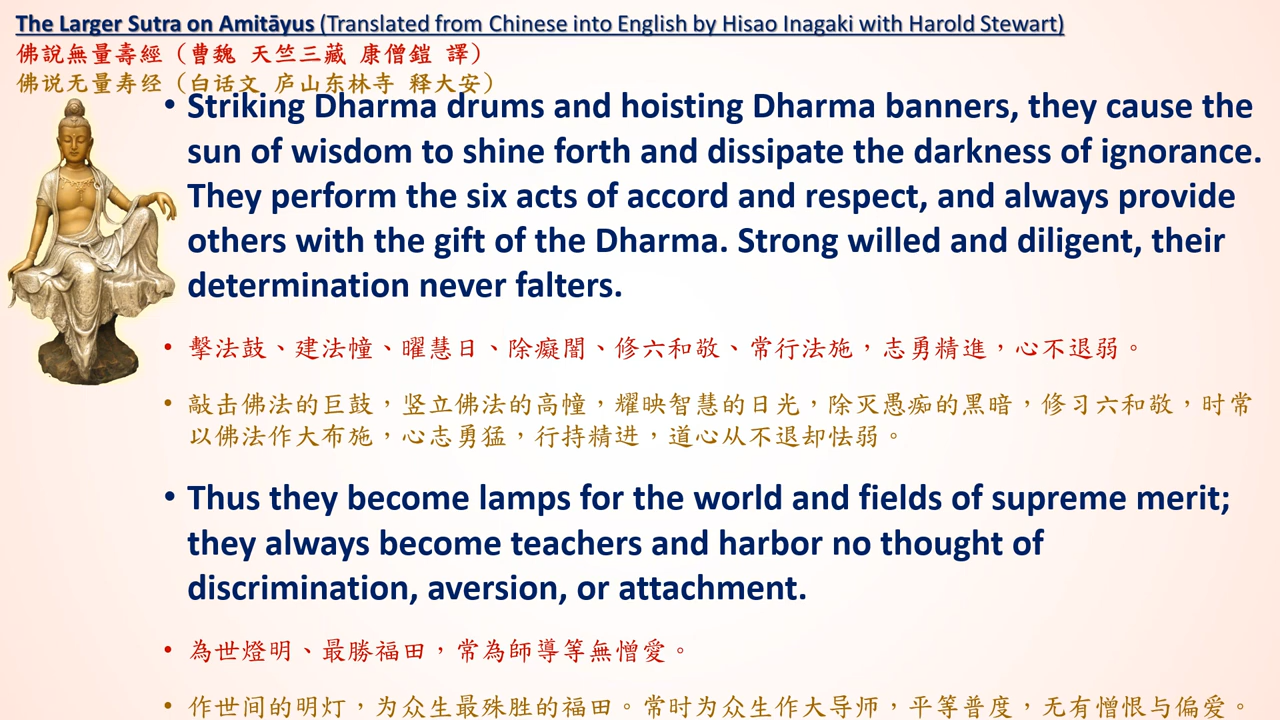 The Larger Sutra on Amitāyus (Translated from Chinese into English by Hisao Inagaki with Harold Stewart)
佛說無量壽經（曹魏 天竺三藏 康僧鎧 譯）
佛说无量寿经（白话文 庐山东林寺 释大安）
• Striking Dharma drums and hoisting Dharma banners, they cause the
sun of wisdom to shine forth and dissipate the darkness of ignorance.
They perform the six acts of accord and respect, and always provide
others with the gift of the Dharma. Strong willed and diligent, their
determination never falters.
• 擊法鼓、建法幢、曜慧日、除癡闇、修六和敬、常行法施，志勇精進，心不退弱。
• 敲击佛法的巨鼓，竖立佛法的高幢，耀映智慧的日光，除灭愚痴的黑暗，修习六和敬，时常
以佛法作大布施，心志勇猛，行持精进，道心从不退却怯弱。
• Thus they become lamps for the world and fields of supreme merit;
they always become teachers and harbor no thought of
discrimination, aversion, or attachment.
• 為世燈明、最勝福田，常為師導等無憎愛。
• 作世间的明灯，为众生最殊胜的福田。常时为众生作大导师，平等普度，无有憎恨与偏爱。